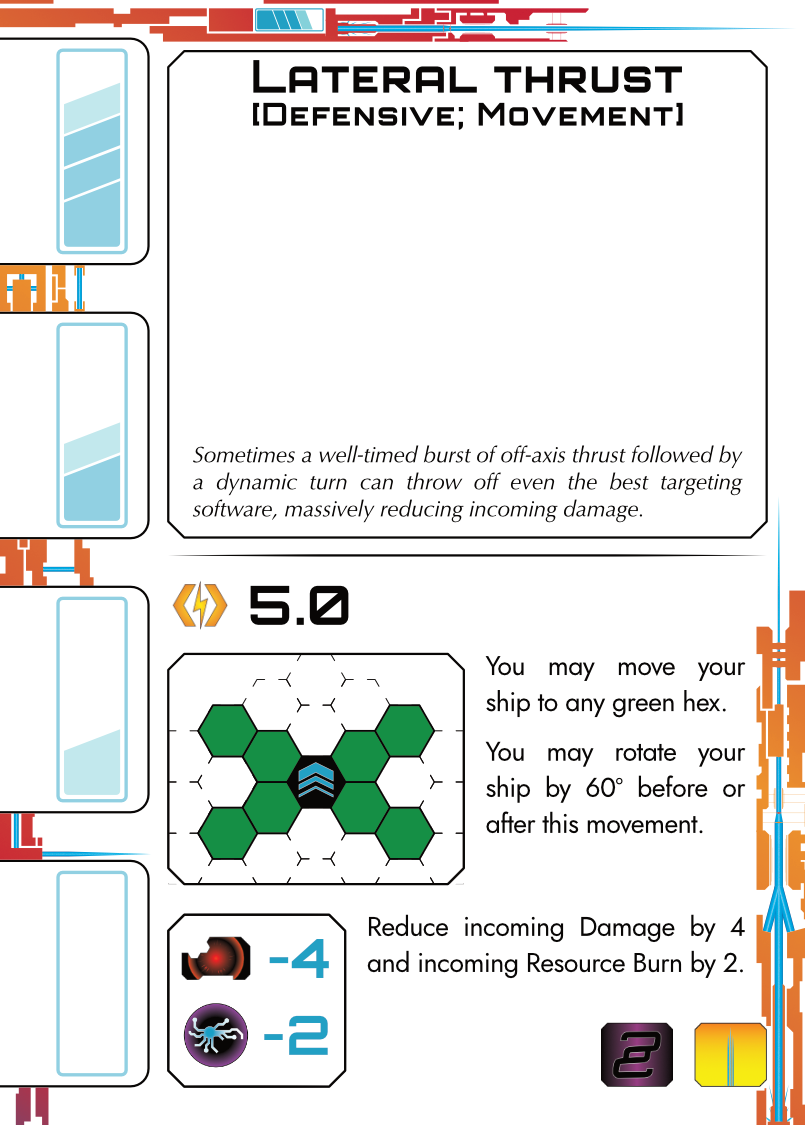 LATERAL THRUST
[DEFENSIVE; MOVEMENT]
Sometimes a well-timed burst of off-axis thrust followed by
a dynamic turn can throw off even the best targeting
software, massively reducing incoming damage.
5.0
You may move your
ship to any green hex.
You may rotate your
ship by 60° before or
after this movement.
-4
-2
Reduce incoming Damage by 4
and incoming Resource Burn by 2.